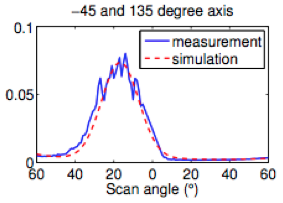 −45 and 135 degree axis
0.1
measurement
simulation
0.05
0
60 40 20 0 20 40 60
Scan angle (°)